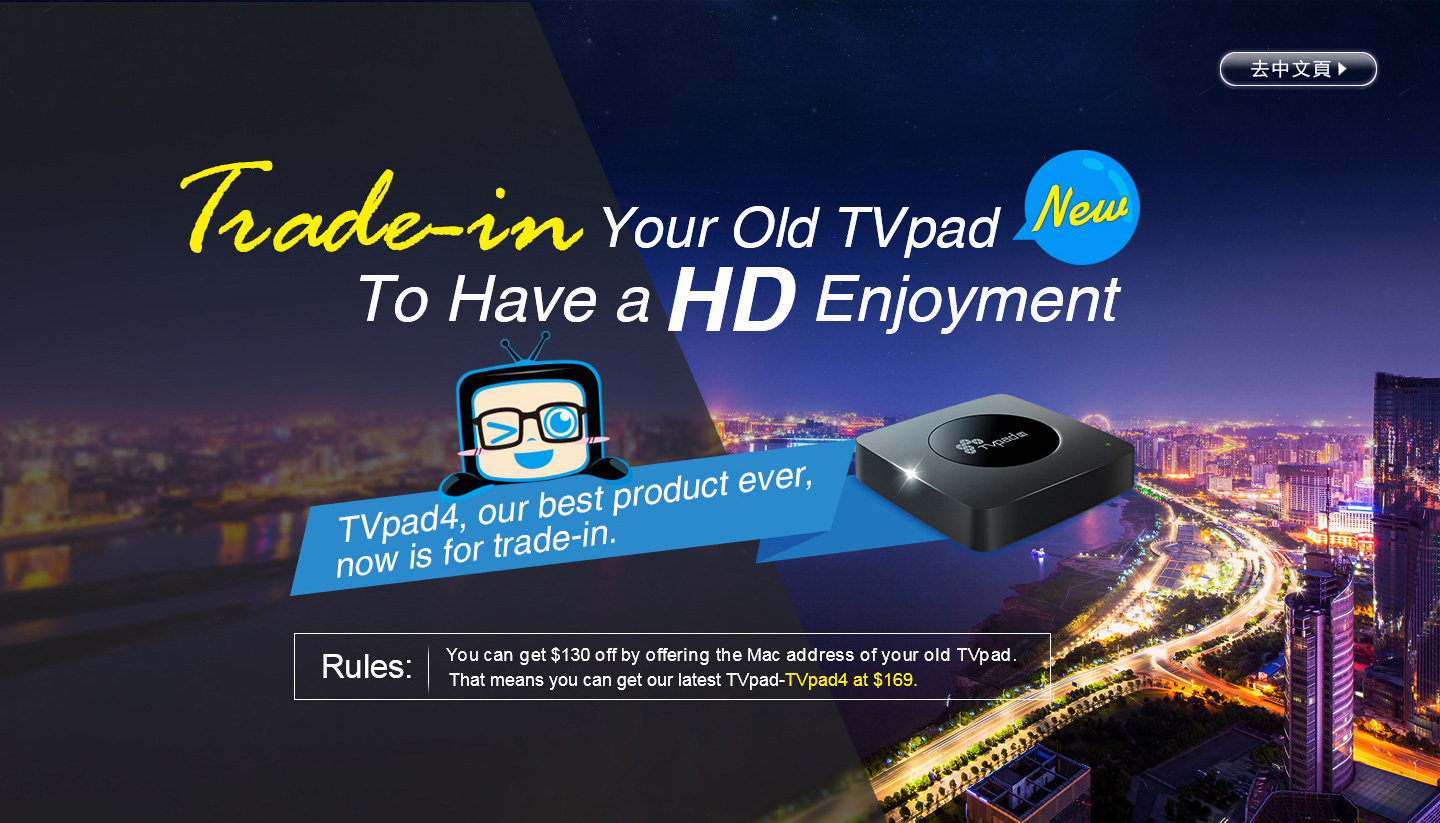 去中文頁
Trade-in Your Old TVpad New
To Have a HD Enjoyment
TVpad
TVpad4, our best product ever,
now is for trade-in.
Rules:
You can get $130 off by offering the Mac address of your old TVpad.
That means you can get our latest TVpad-TVpad4 at $169.